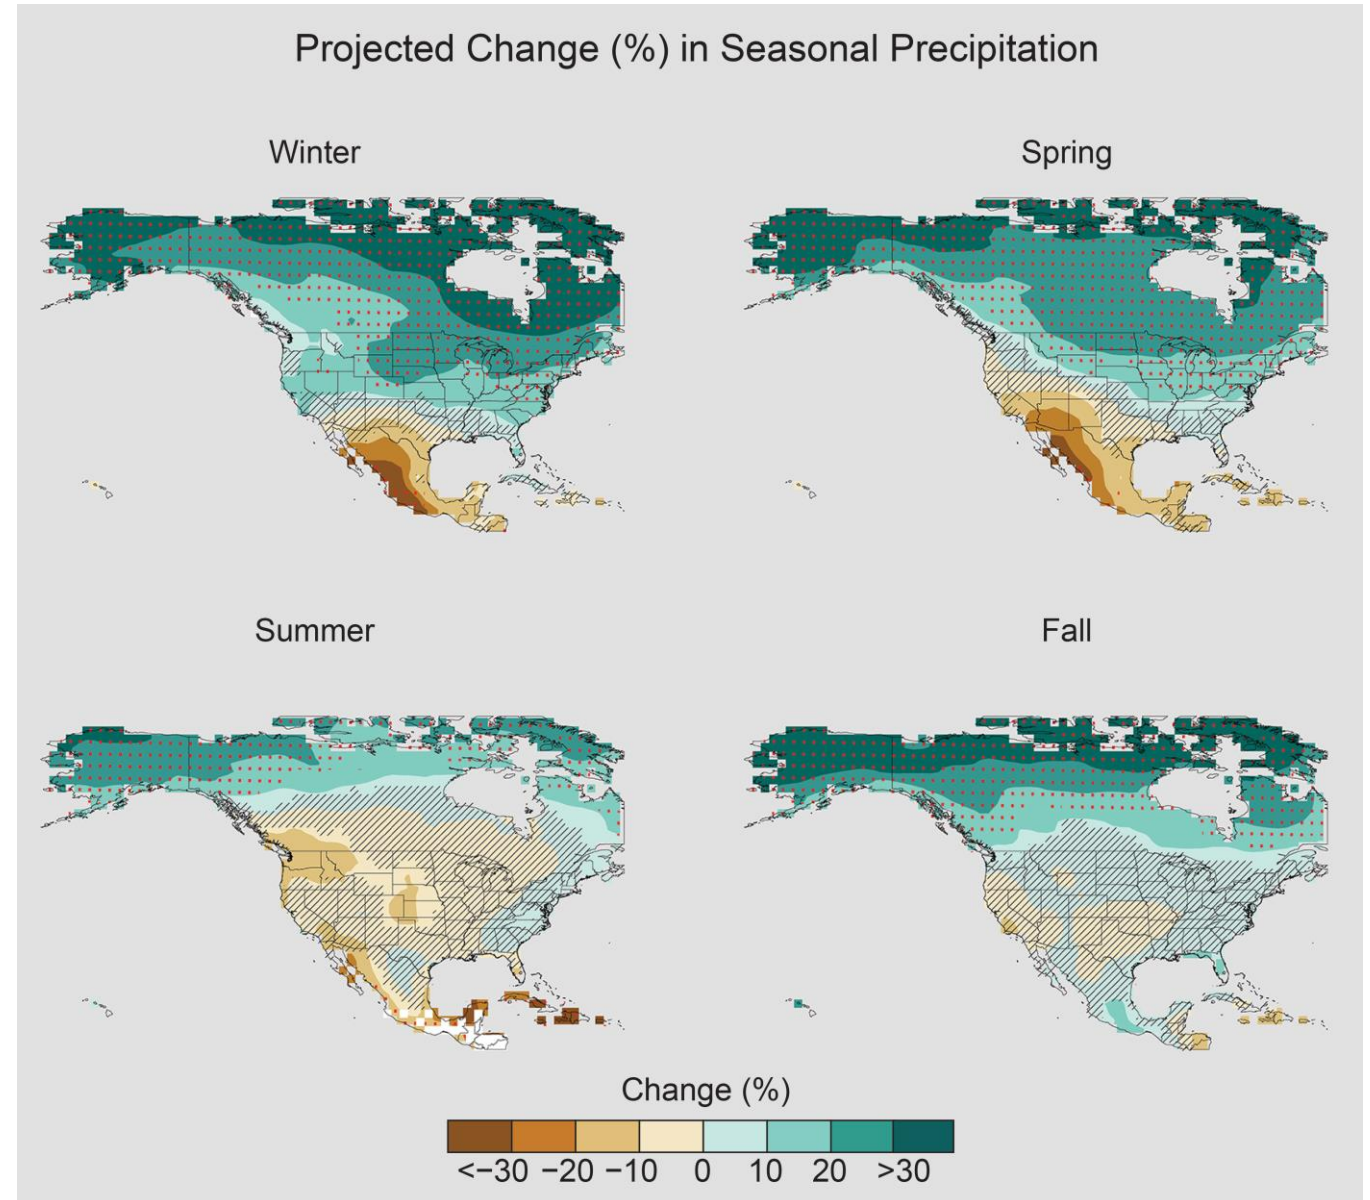 Projected Change (%) in Seasonal Precipitation
Winter
Spring
Summer
Fall
Change (%)
<−30 −20 −10 0 10 20 >30